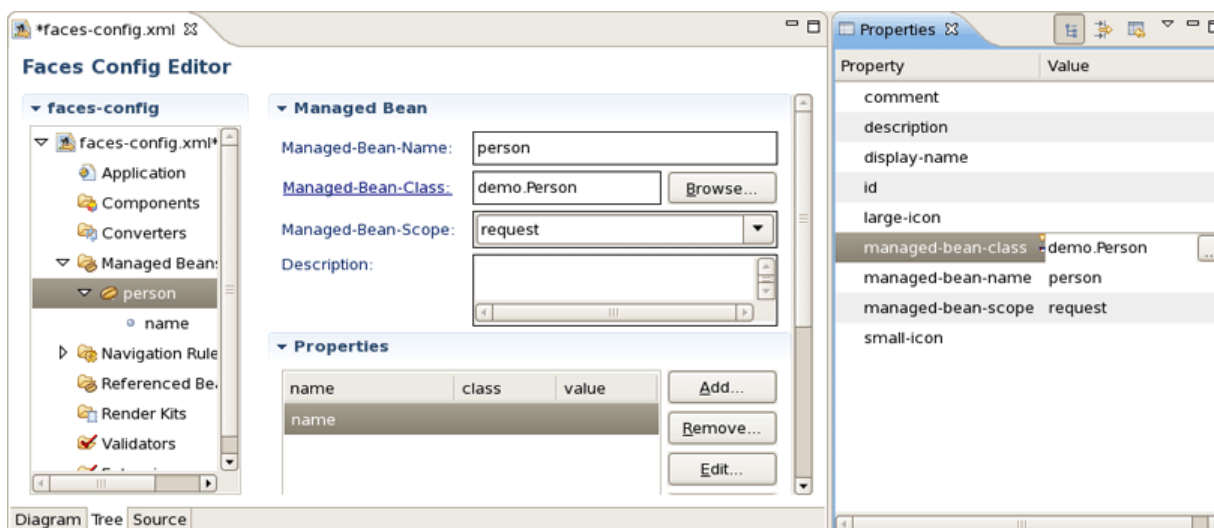 *faces-config.xml
Faces Config Editor
faces-config
faces-config.xml*
Application
Components
Converters
Managed Bean
person
name
Navigation Rule
Referenced Be
Render Kits
Validators
Managed Bean
Managed-Bean-Name: person
Managed-Bean-Class: demo.Person Browse...
Managed-Bean-Scope: request
Description:
Properties
name class value
name
Add...
Remove...
Edit...
Diagram Tree Source
Properties
Property Value
comment
description
display-name
id
large-icon
managed-bean-class demo.Person ..
managed-bean-name person
managed-bean-scope request
small-icon